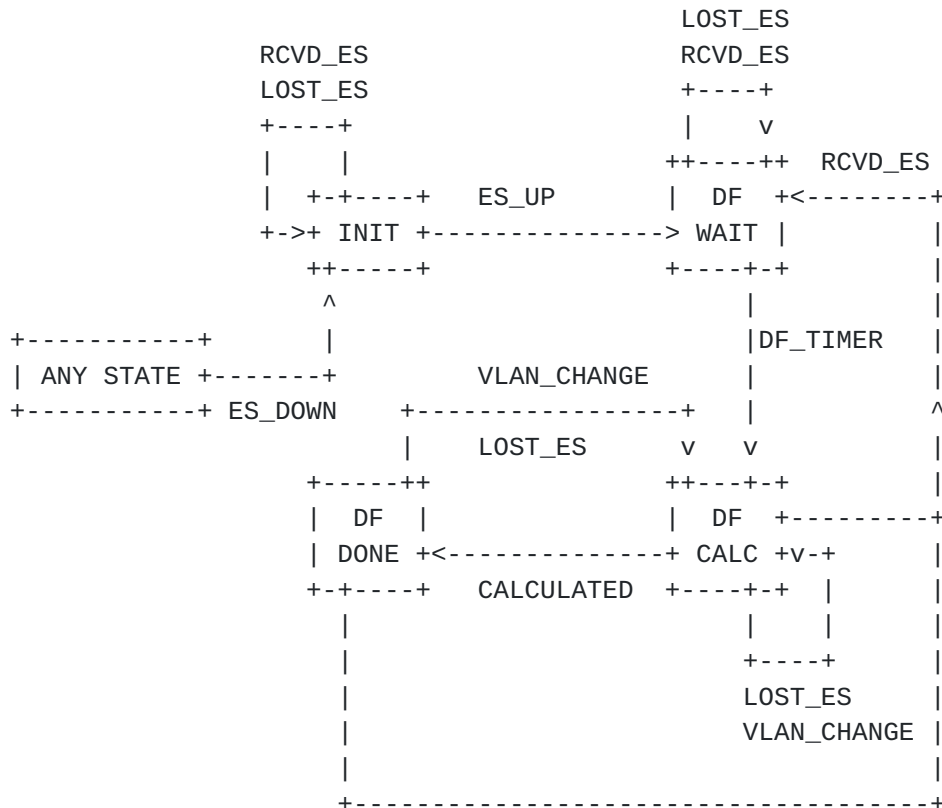 LOST_ES
RCVD_ES RCVD_ES
LOST_ES
RCVD_ES
DF
ES_UP
INIT WAIT
DF_TIMER
ANY STATE VLAN_CHANGE
ES_DOWN
LOST_ES
DF DF
DONE CALC
CALCULATED
LOST_ES
VLAN_CHANGE